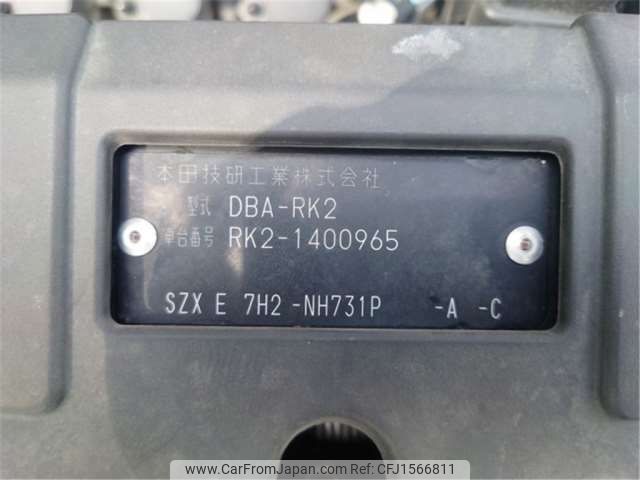 本田技研工業株式会社
型式 DBA-RK2
車台番号 RK2-1400965
SZX E 7H2 -NH731P -A -C
www.CarFromJapan.com | CFJ1566811